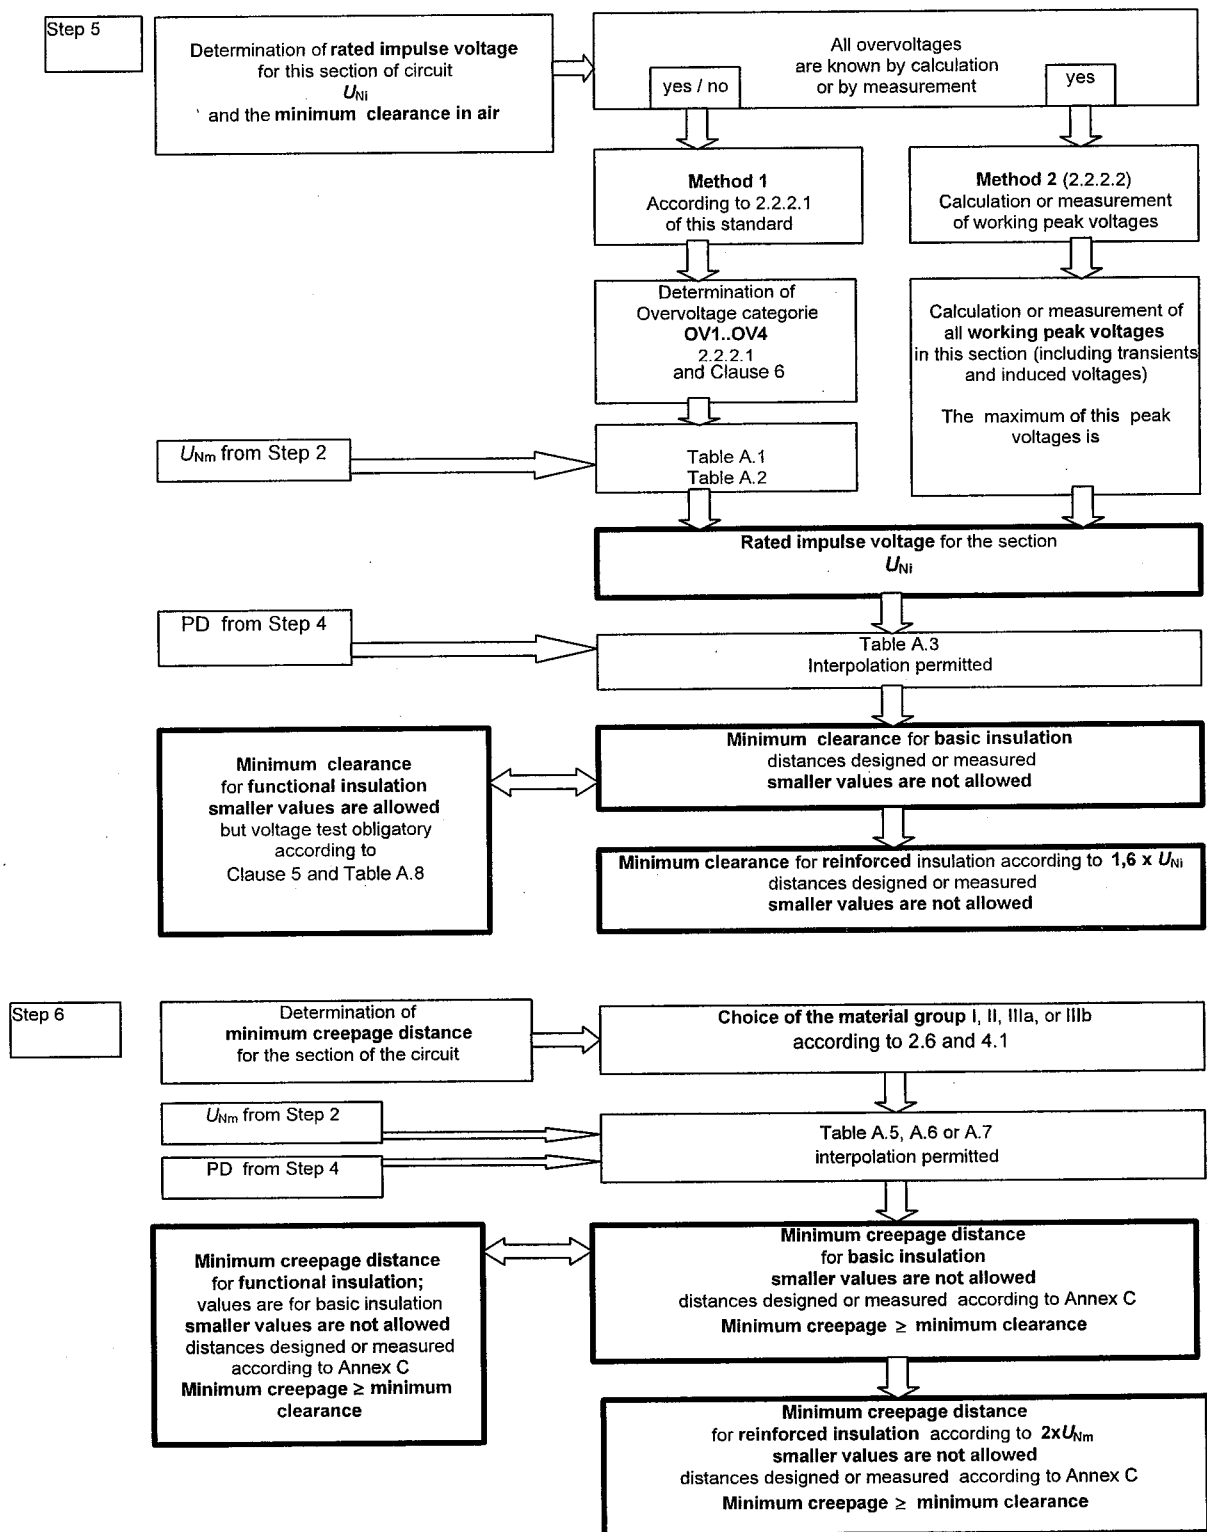 Step 5
Determination of rated impulse voltage
for this section of circuit
UNi
and the minimum clearance in air
All overvoltages
are known by calculation
or by measurement
yes / no
yes
Method 1
According to 2.2.2.1
of this standard
Method 2 (2.2.2.2)
Calculation or measurement
of working peak voltages
Determination of
Overvoltage categorie
OV1..OV4
2.2.2.1
and Clause 6
Calculation or measurement of
all working peak voltages
in this section (including transients
and induced voltages)
The maximum of this peak
voltages is
UNm from Step 2
Table A.1
Table A.2
Rated impulse voltage for the section
UNi
PD from Step 4
Table A.3
Interpolation permitted
Minimum clearance
for functional insulation
smaller values are allowed
but voltage test obligatory
according to
Clause 5 and Table A.8
Minimum clearance for basic insulation
distances designed or measured
smaller values are not allowed
Minimum clearance for reinforced insulation according to 1,6 x UNi
distances designed or measured
smaller values are not allowed
Step 6
Determination of
minimum creepage distance
for the section of the circuit
Choice of the material group I, II, IIIa, or IIIb
according to 2.6 and 4.1
UNm from Step 2
PD from Step 4
Table A.5, A.6 or A.7
interpolation permitted
Minimum creepage distance
for functional insulation;
values are for basic insulation
smaller values are not allowed
distances designed or measured
according to Annex C
Minimum creepage ≥ minimum
clearance
Minimum creepage distance
for basic insulation
smaller values are not allowed
distances designed or measured according to Annex C
Minimum creepage ≥ minimum clearance
Minimum creepage distance
for reinforced insulation according to 2xUNm
smaller values are not allowed
distances designed or measured according to Annex C
Minimum creepage ≥ minimum clearance